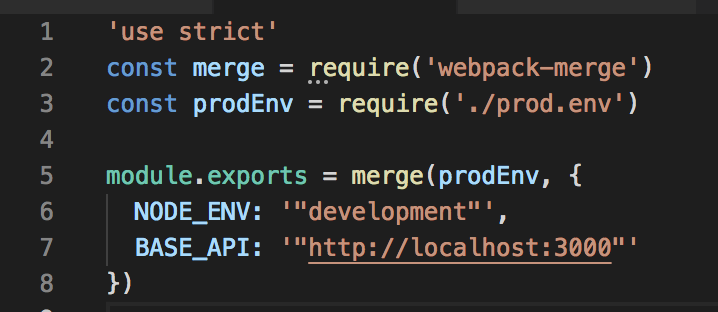 1 'use strict'
2 const merge = require('webpack-merge')
3 const prodEnv = require('./prod.env')
4
5 module.exports = merge(prodEnv, {
6 NODE_ENV: '"development"',
7 BASE_API: '"http://localhost:3000"'
8 })